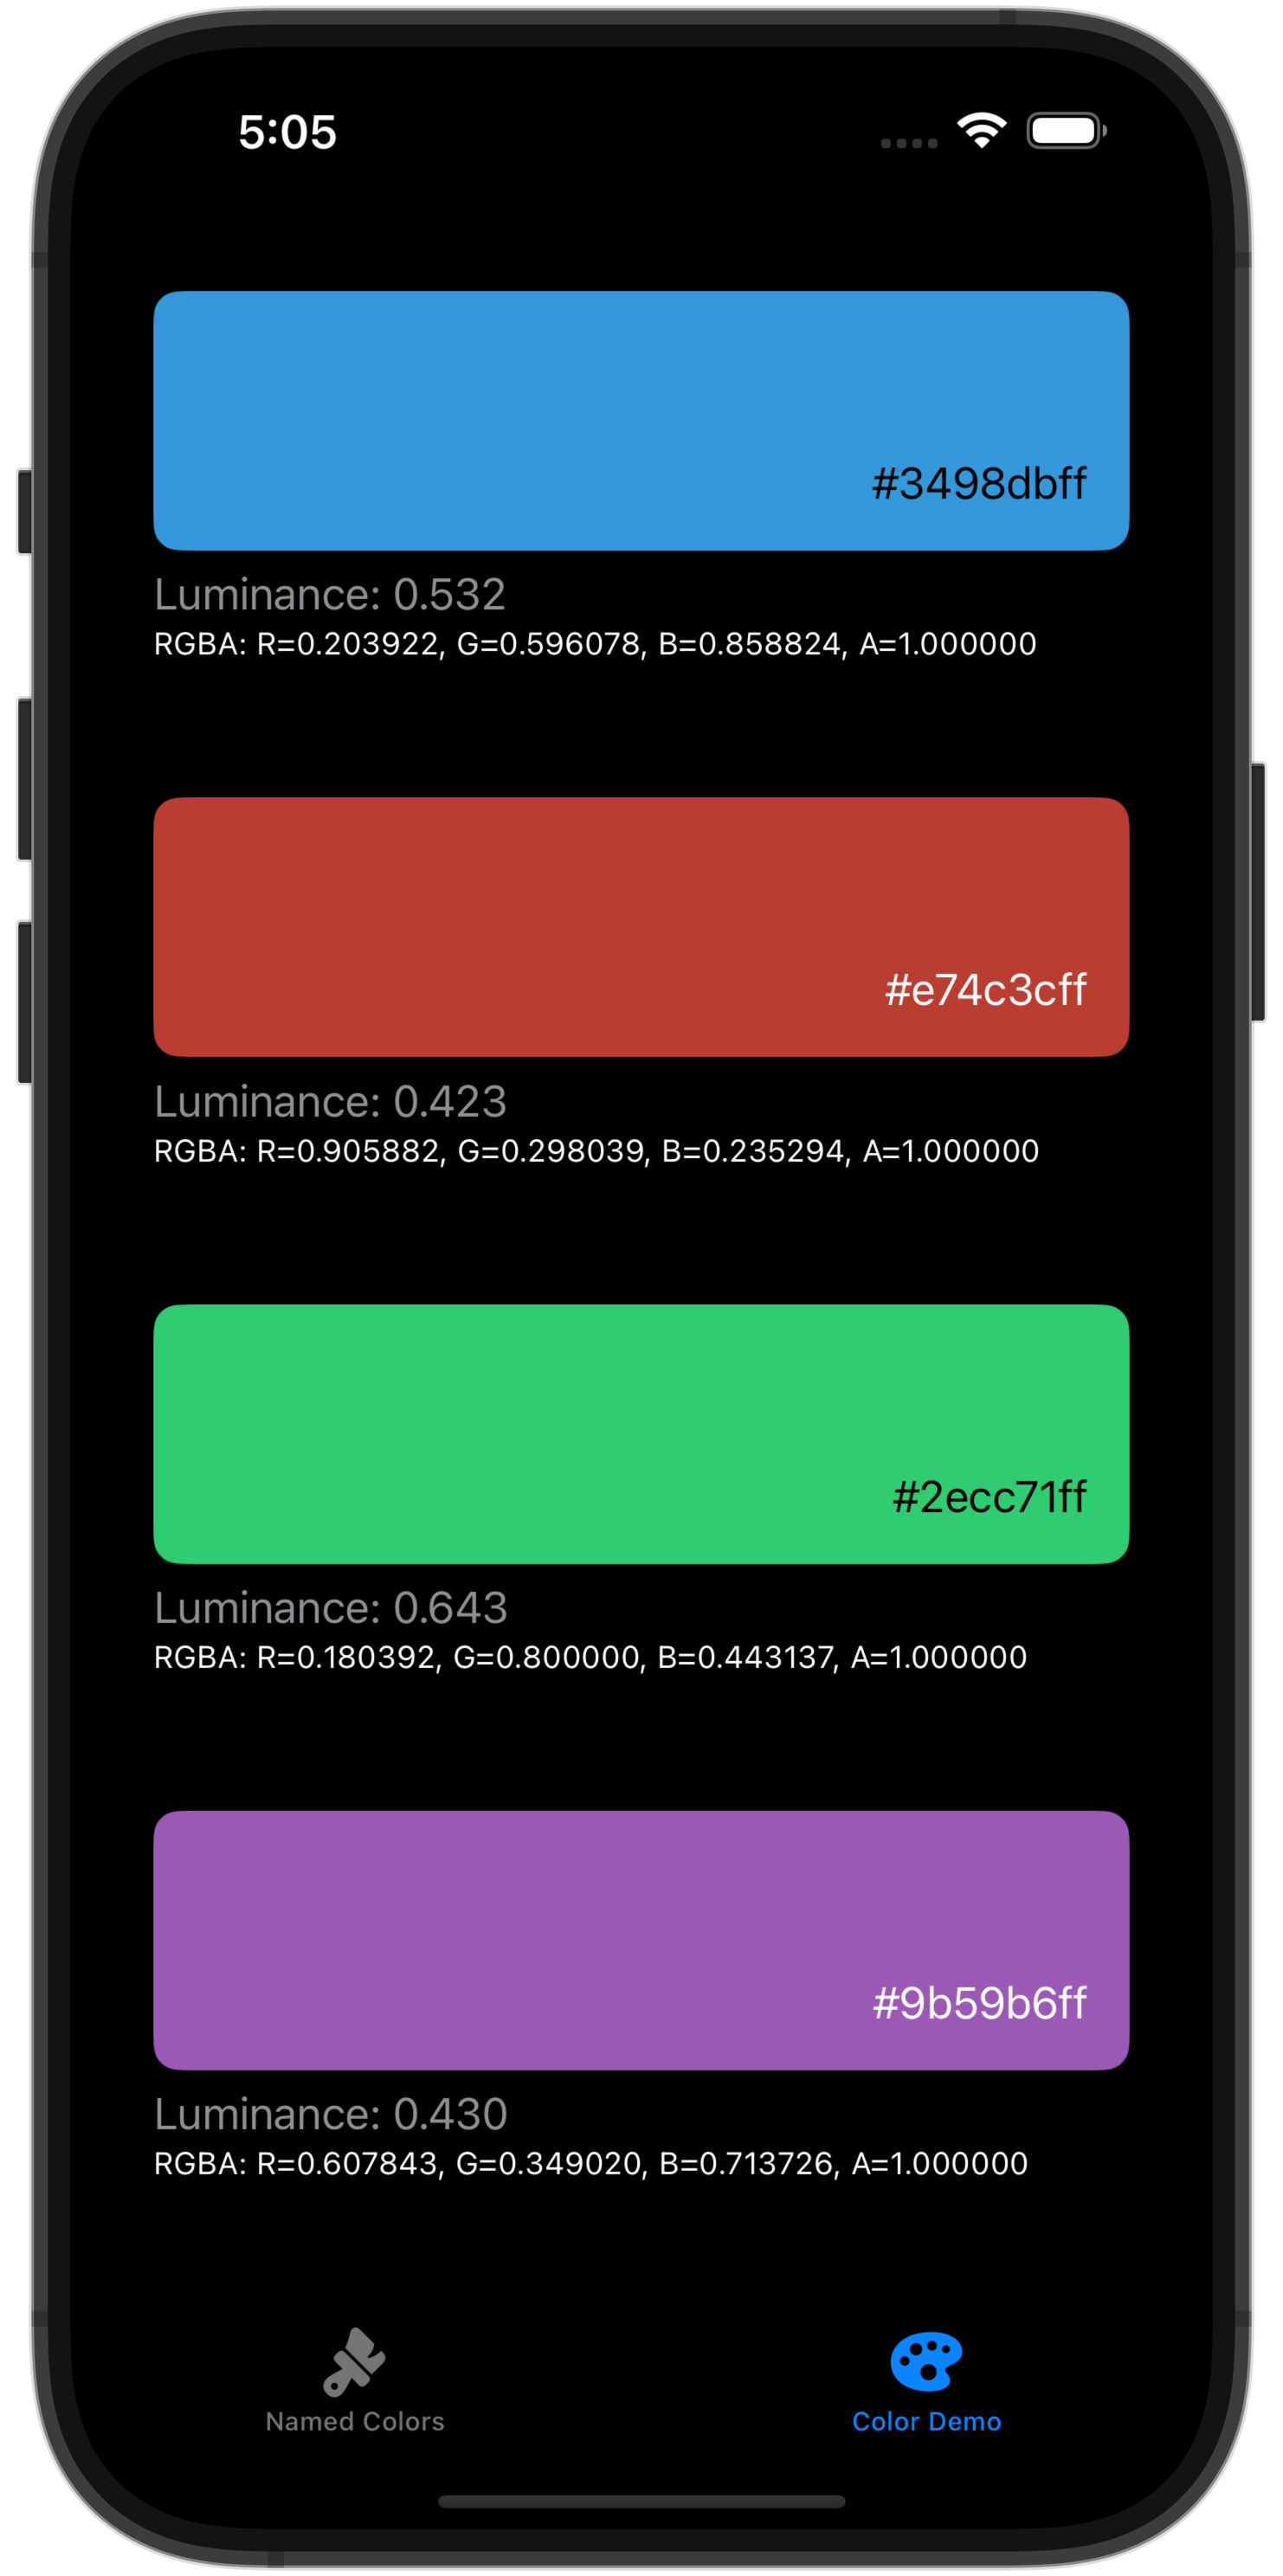 5:05
#3498dbff
Luminance: 0.532
RGBA: R=0.203922, G=0.596078, B=0.858824, A=1.000000
#e74c3cff
Luminance: 0.423
RGBA: R=0.905882, G=0.298039, B=0.235294, A=1.000000
#2ecc71ff
Luminance: 0.643
RGBA: R=0.180392, G=0.800000, B=0.443137, A=1.000000
#9b59b6ff
Luminance: 0.430
RGBA: R=0.607843, G=0.349020, B=0.713726, A=1.000000
Named Colors
Color Demo